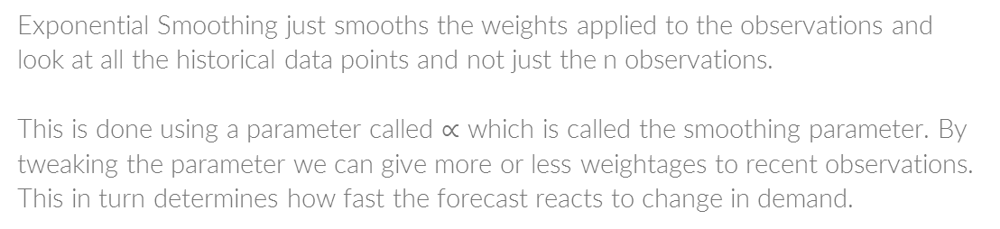 Exponential Smoothing just smooths the weights applied to the observations and
look at all the historical data points and not just the n observations.
This is done using a parameter called ∝ which is called the smoothing parameter. By
tweaking the parameter we can give more or less weightages to recent observations.
This in turn determines how fast the forecast reacts to change in demand.